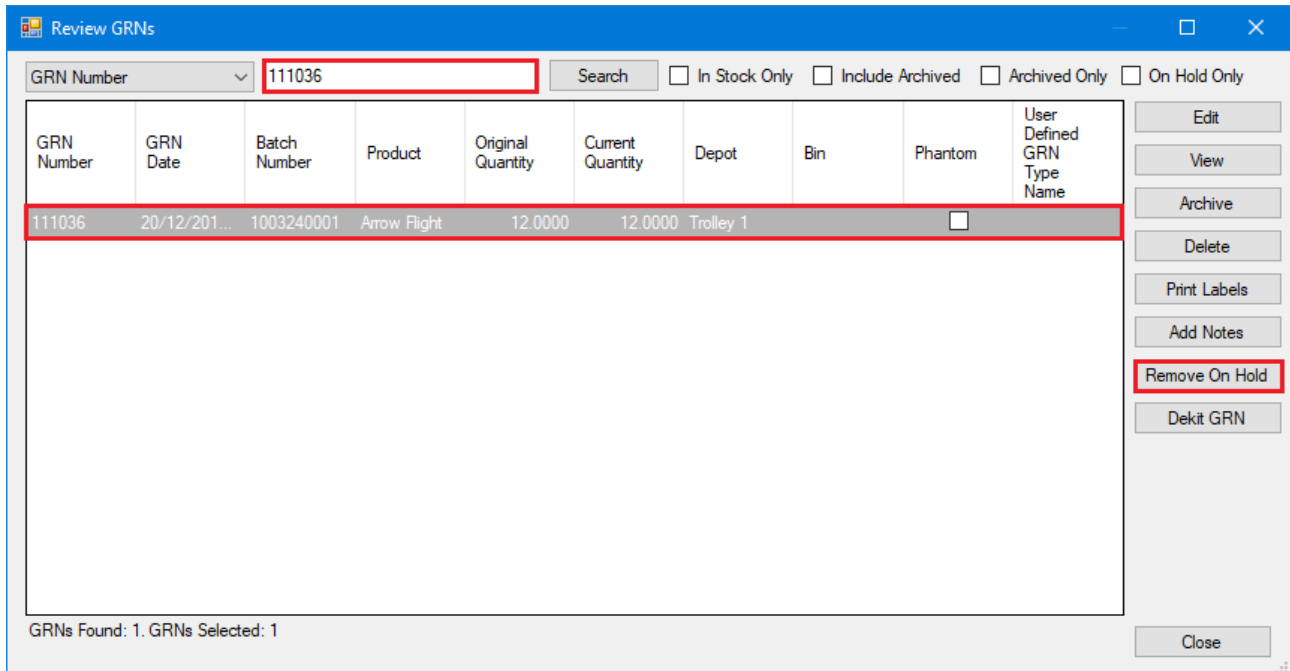 Review GRNs
GRN Number 111036 Search In Stock Only Include Archived Archived Only On Hold Only
GRN Number GRN Date Batch Number Product Original Quantity Current Quantity Depot Bin Phantom User Defined GRN Type Name
111036 20/12/201... 1003240001 Arrow Flight 12.0000 12.0000 Trolley 1
Edit
View
Archive
Delete
Print Labels
Add Notes
Remove On Hold
Dekit GRN
GRNs Found: 1. GRNs Selected: 1
Close